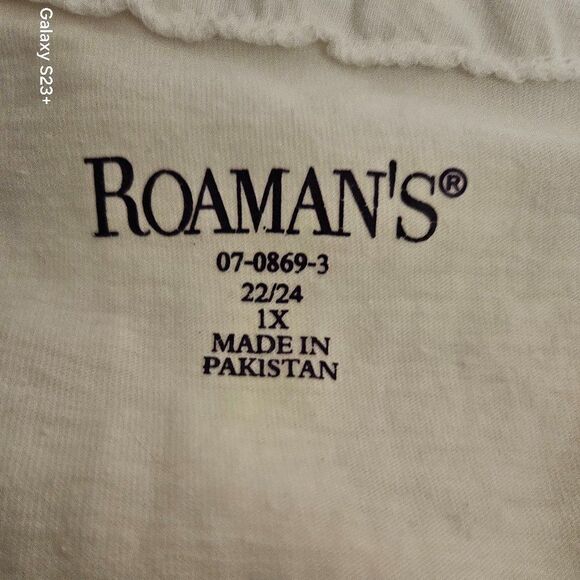 Galaxy S23+
ROAMAN'S®
07-0869-3
22/24
1X
MADE IN
PAKISTAN